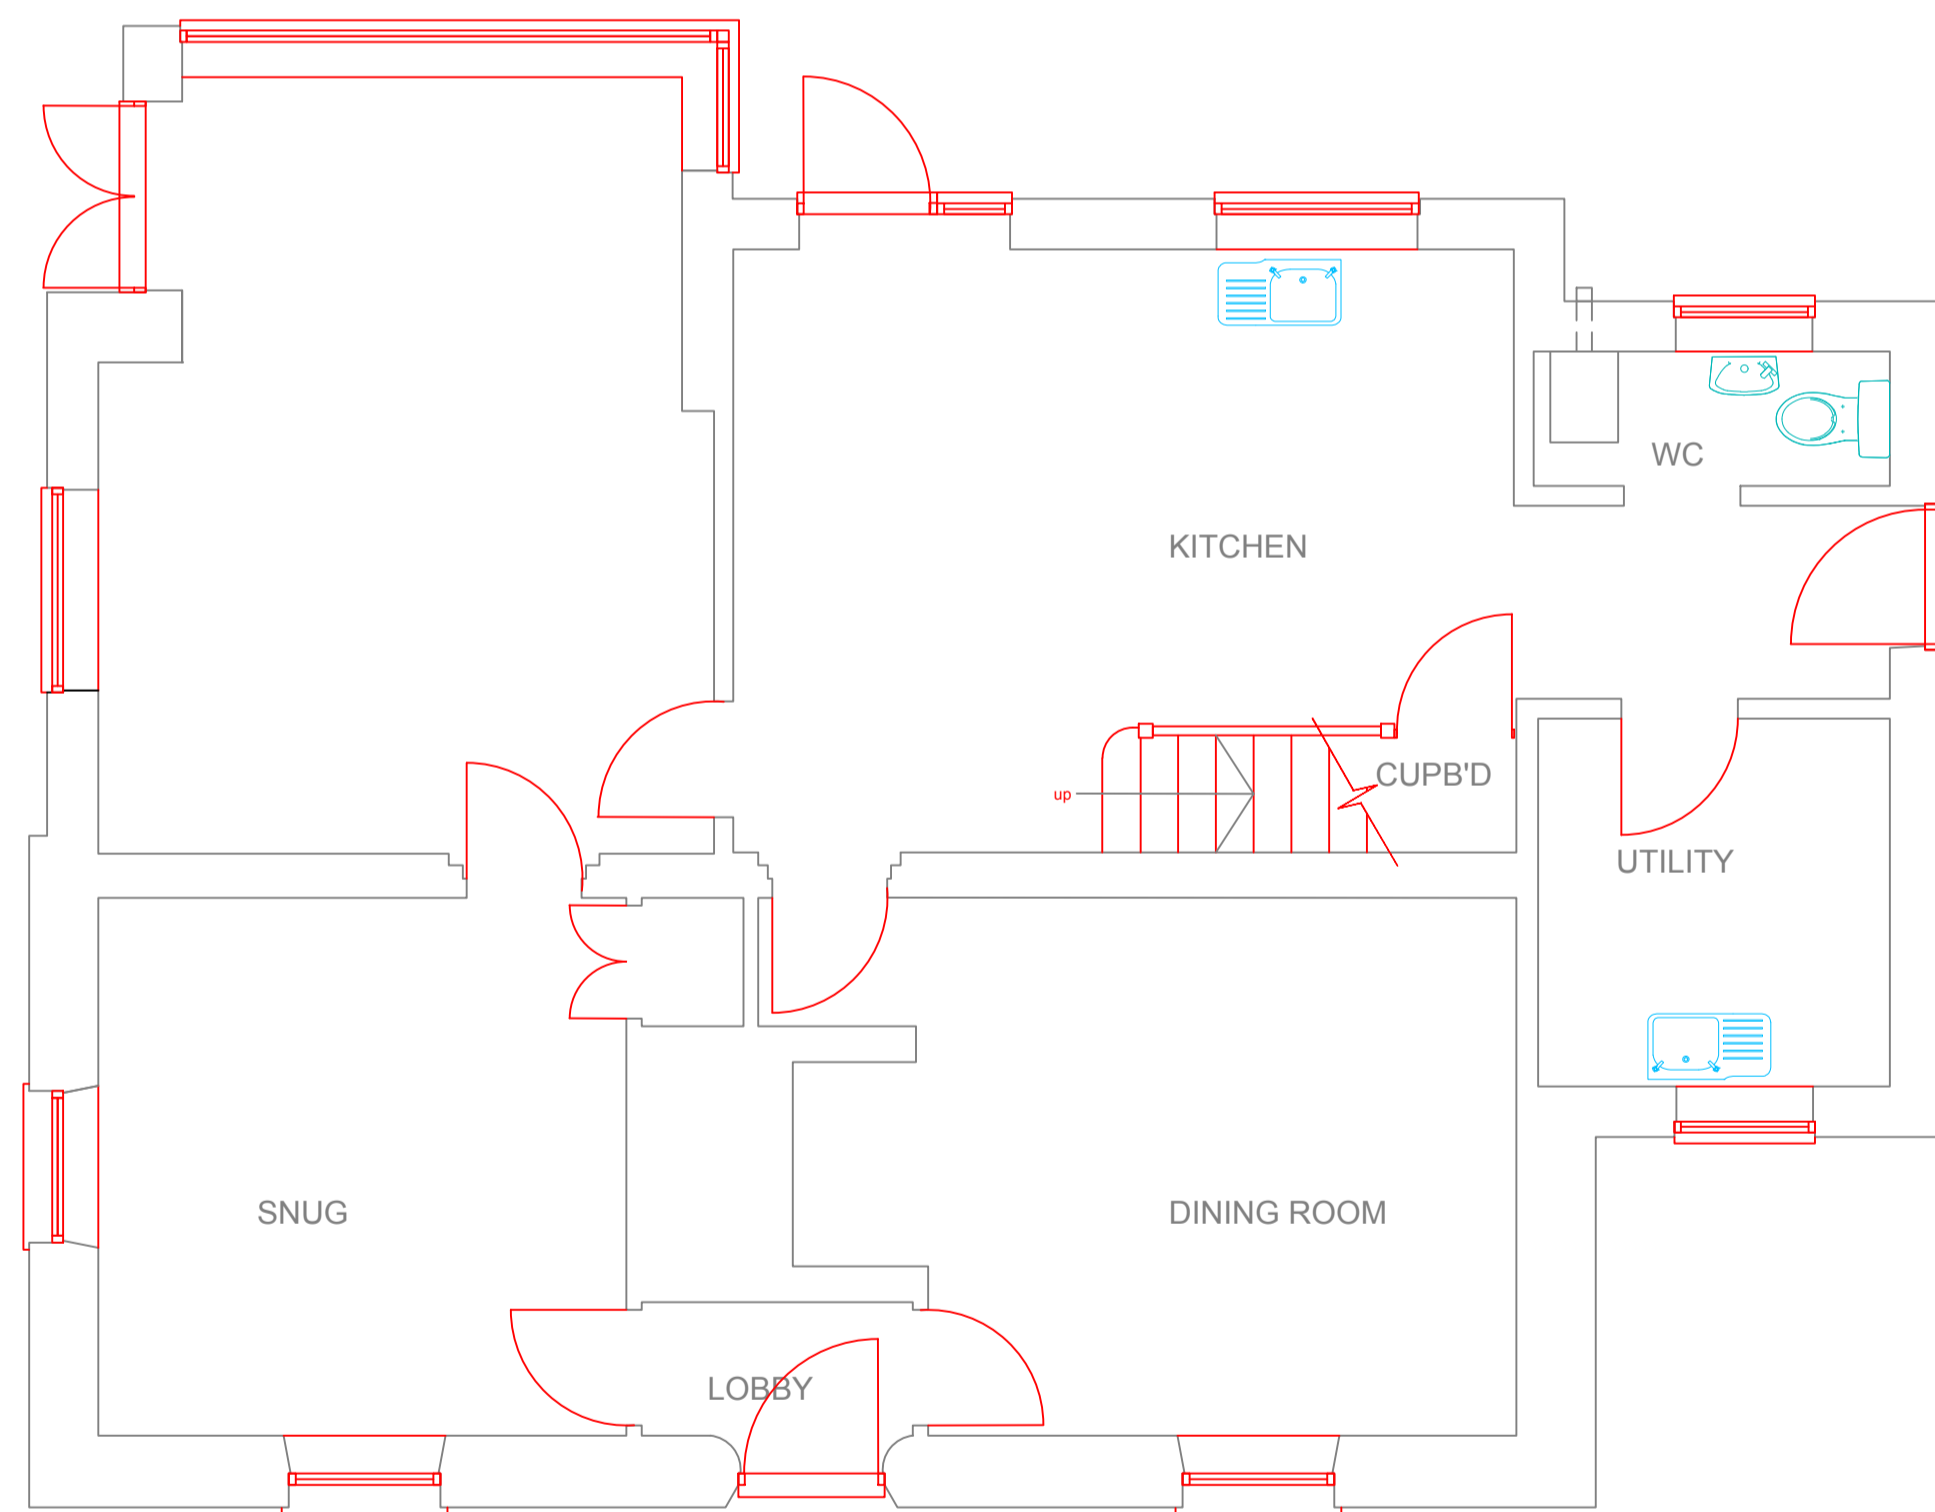 WC
KITCHEN
CUPB'D
up
UTILITY
SNUG
DINING ROOM
LOBBY